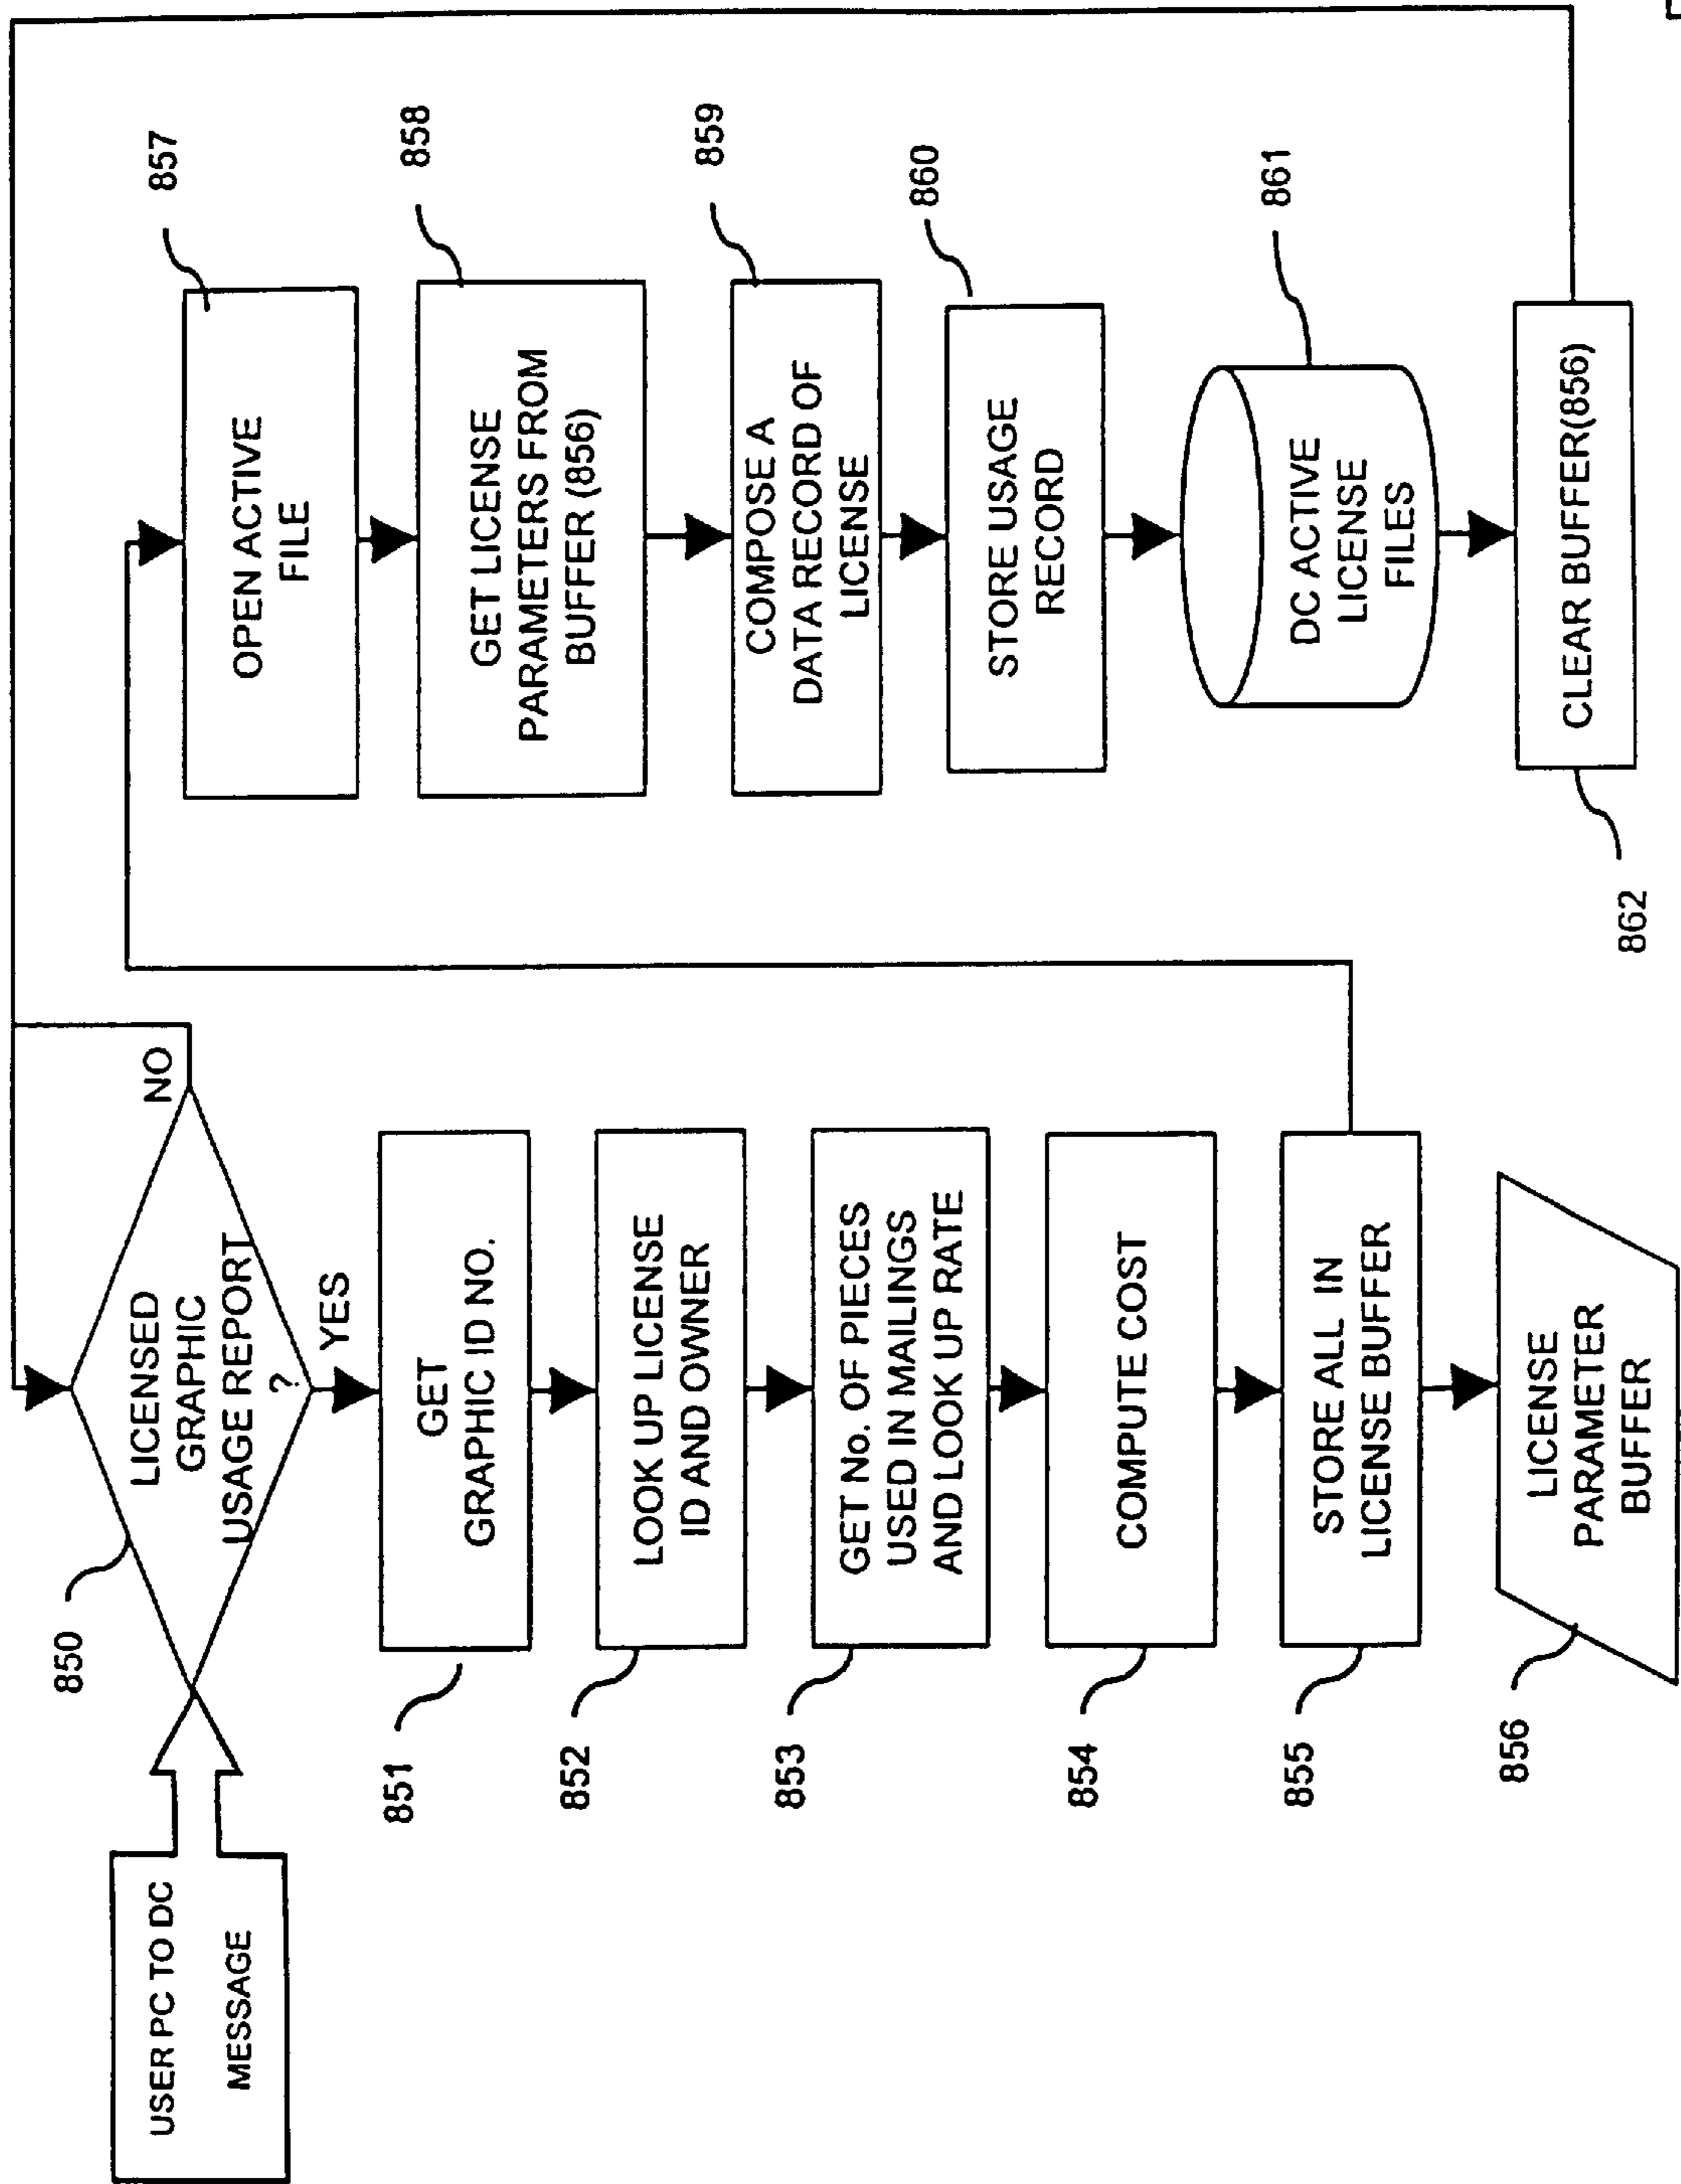 USER PC TO DC
MESSAGE
850
LICENSED
GRAPHIC
USAGE REPORT
?
NO
YES
851
GET
GRAPHIC ID NO.
852
LOOK UP LICENSE
ID AND OWNER
853
GET No. OF PIECES
USED IN MAILINGS
AND LOOK UP RATE
854
COMPUTE COST
855
STORE ALL IN
LICENSE BUFFER
856
LICENSE
PARAMETER
BUFFER
857
OPEN ACTIVE
FILE
858
GET LICENSE
PARAMETERS FROM
BUFFER (856)
859
COMPOSE A
DATA RECORD OF
LICENSE
860
STORE USAGE
RECORD
861
DC ACTIVE
LICENSE
FILES
862
CLEAR BUFFER(856)